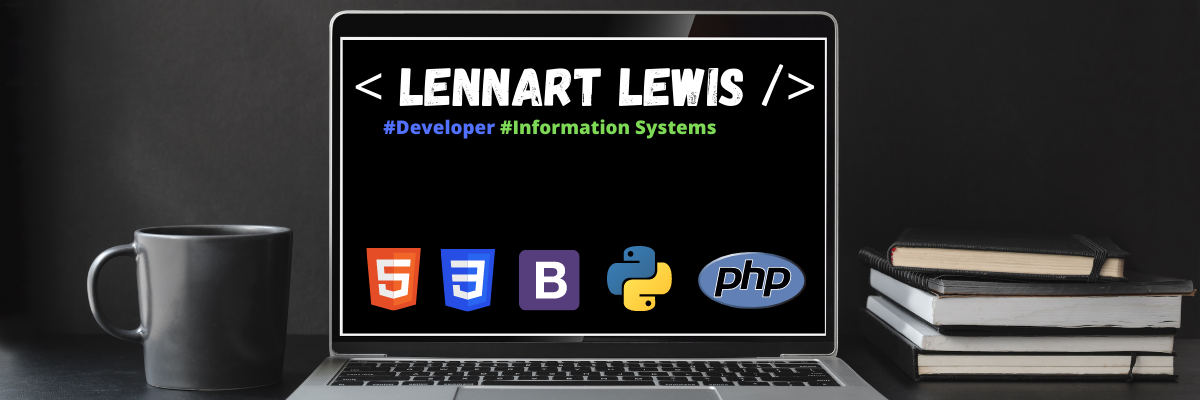 < LENNART LEWIS />
#Developer #Information Systems
5 3 B php